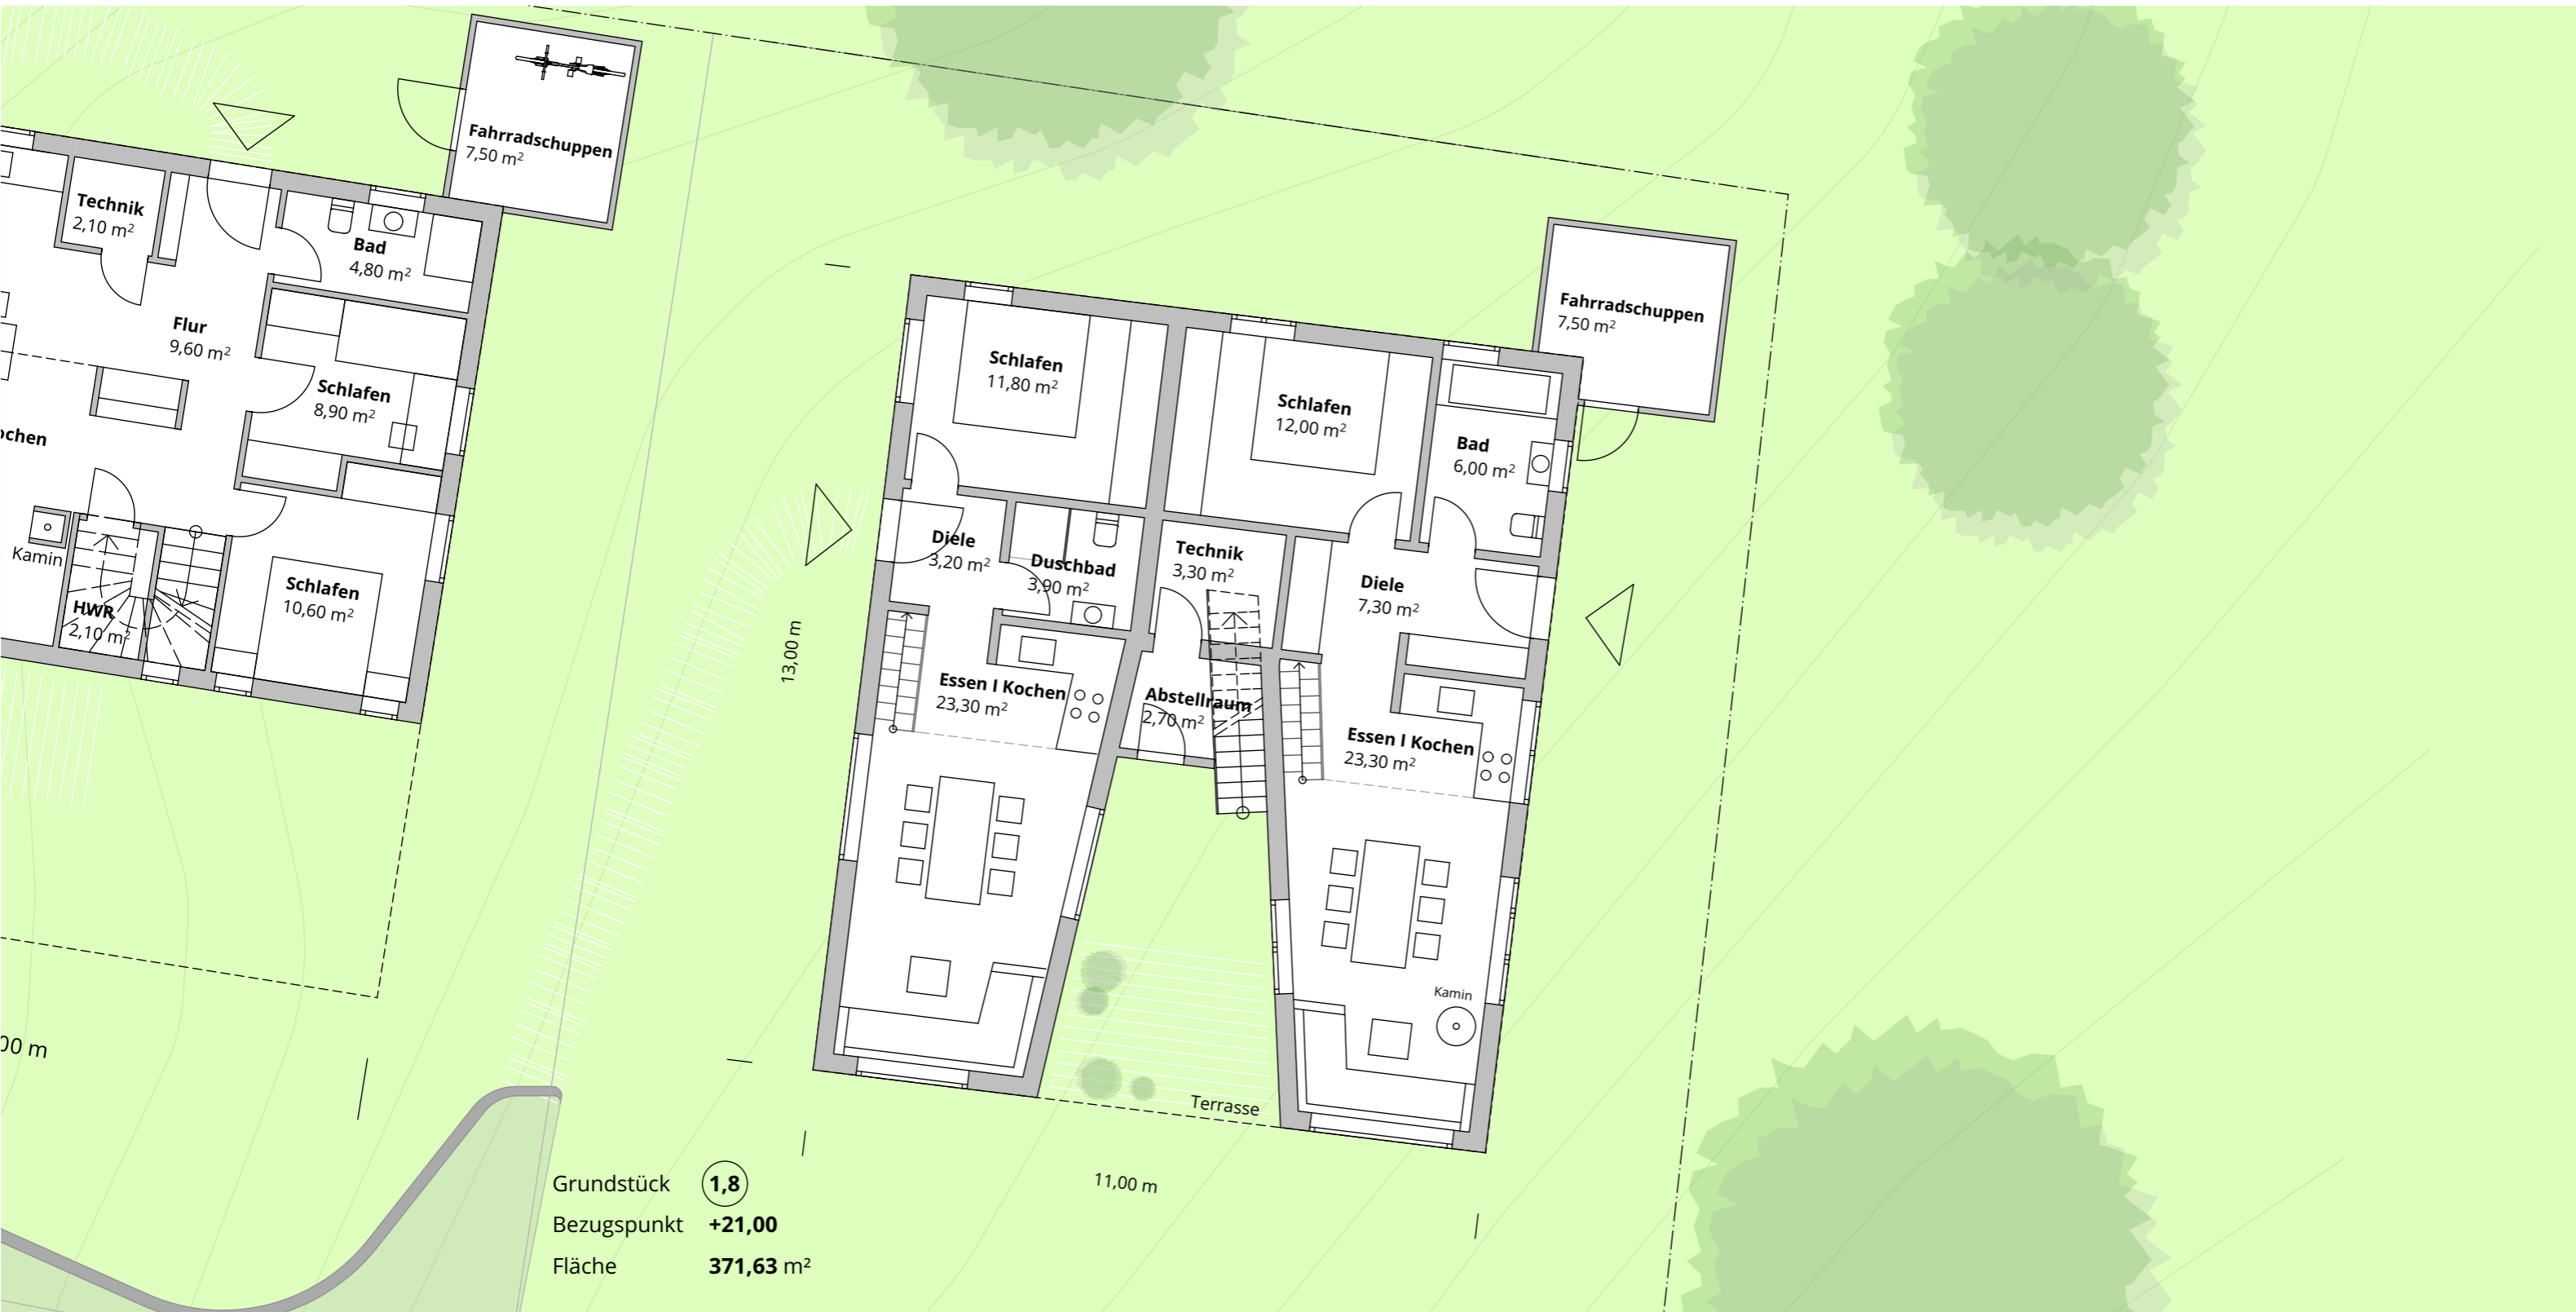 Fahrradschuppen
7,50 m²
Technik
2,10 m²
Bad
4,80 m²
Flur
9,60 m²
Schlafen
8,90 m²
ochen
Kamin
HWR
2,10 m²
Schlafen
10,60 m²
00 m
Fahrradschuppen
7,50 m²
Schlafen
11,80 m²
Schlafen
12,00 m²
Bad
6,00 m²
Diele
3,20 m²
Duschbad
3,90 m²
Technik
3,30 m²
Diele
7,30 m²
13,00 m
Essen I Kochen
23,30 m²
Abstellraum
2,70 m²
Essen I Kochen
23,30 m²
Kamin
Terrasse
11,00 m
Grundstück 1,8
Bezugspunkt +21,00
Fläche 371,63 m²